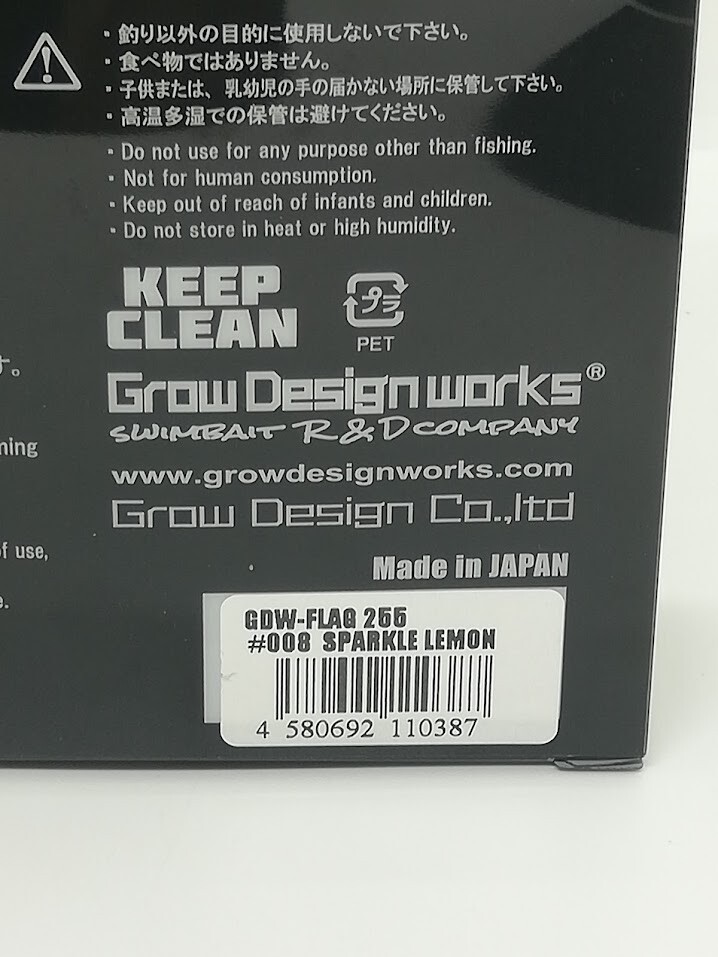 ・釣り以外の目的に使用しないで下さい。
・食べ物ではありません。
・子供または、乳幼児の手の届かない場所に保管して下さい。
・高温多湿での保管は避けてください。
・Do not use for any purpose other than fishing.
・Not for human consumption.
・Keep out of reach of infants and children.
・Do not store in heat or high humidity.
KEEP
CLEAN
プラ
PET
す。
Grow Design works®
SWIMBAIT R&D COMPANY
ning
www.growdesignworks.com
Grow Design Co.,ltd
of use,
Made in JAPAN
e.
GDW-FLAG 255
#008 SPARKLE LEMON
4 580692 110387